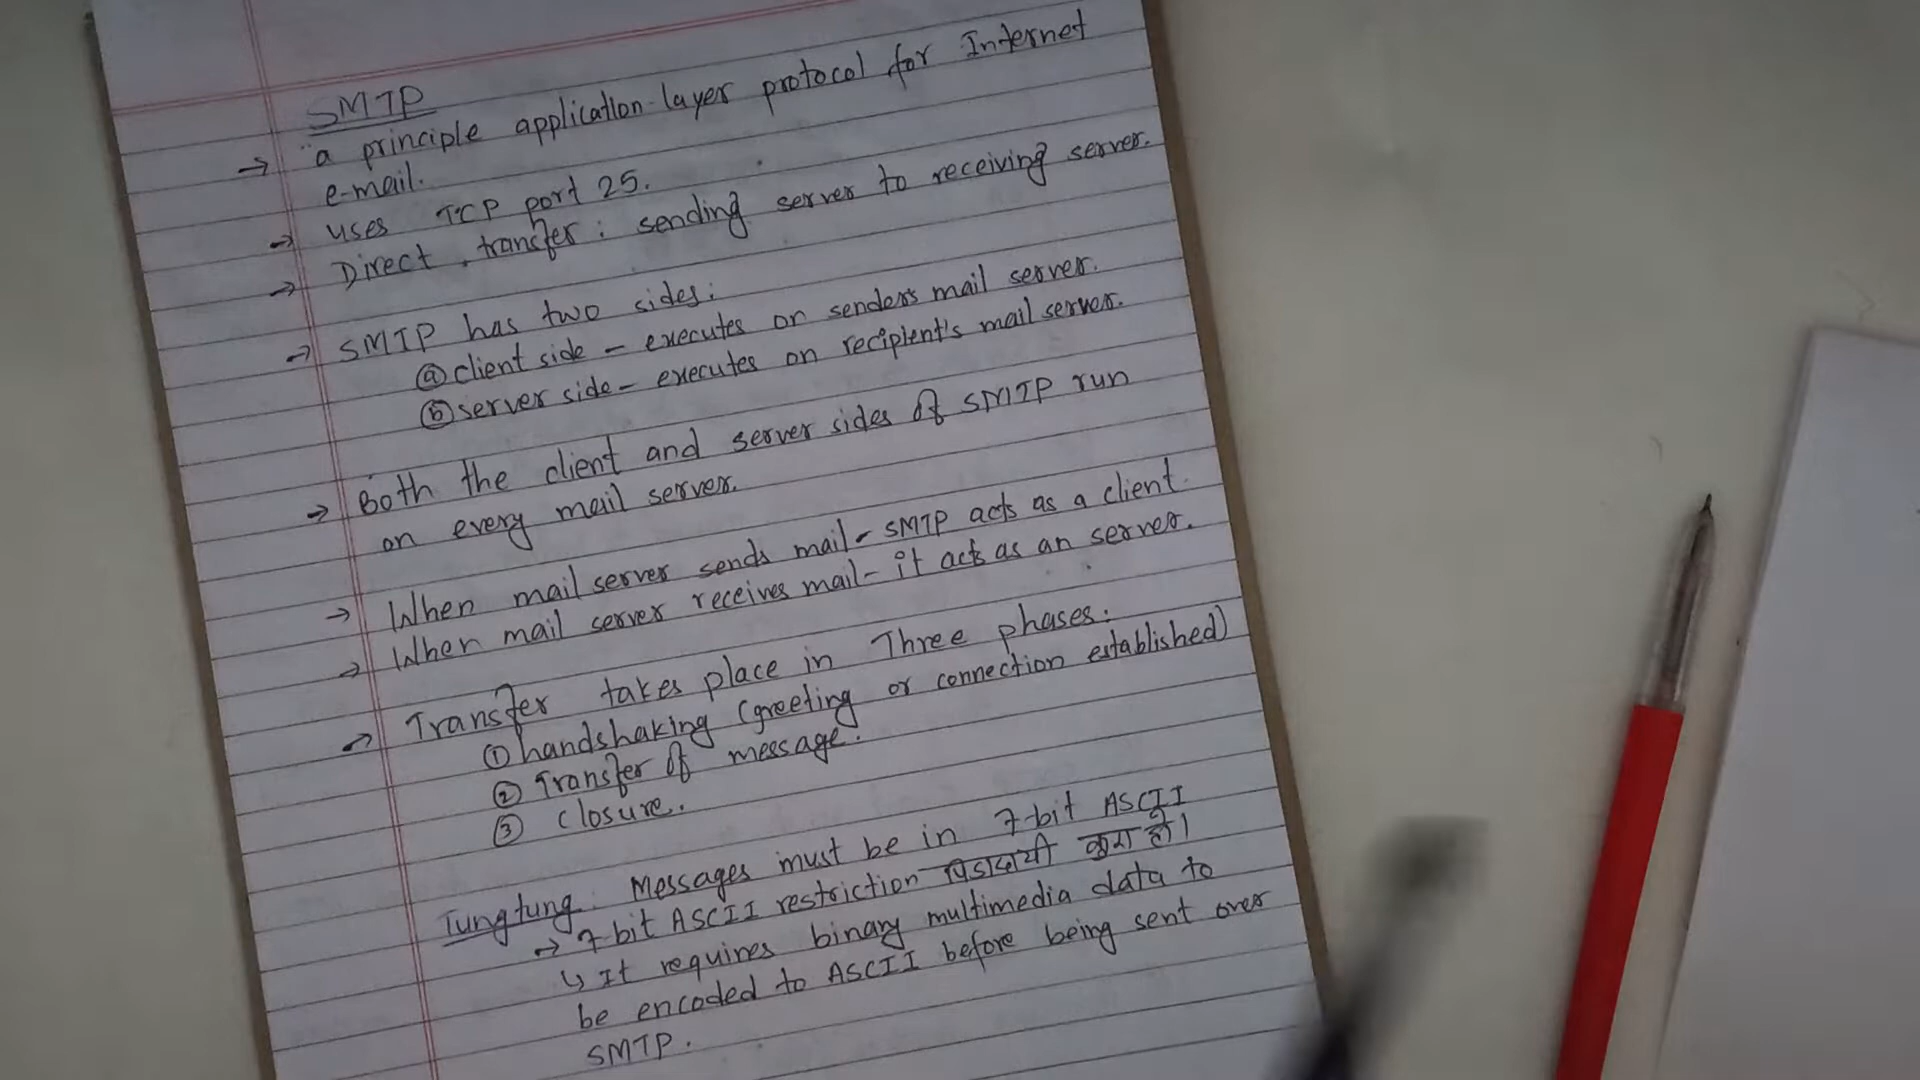 SMTP
→ a principle application-layer protocol for Internet
e-mail.
→ uses TCP port 25.
→ Direct transfer: sending server to receiving server.
→ SMTP has two sides:
ⓐ client side - executes on senders mail server.
ⓑ server side - executes on recipient's mail server.
→ Both the client and server sides of SMTP run
on every mail server.
→ When mail server sends mail - SMTP acts as a client
→ When mail server receives mail - it acts as an server.
→ Transfer takes place in Three phases:
① handshaking (greeting or connection established)
② Transfer of message.
③ closure.
Tungtung: Messages must be in 7-bit ASCII
→ 7-bit ASCII restriction-
↳ It requires binary multimedia data to
be encoded to ASCII before being sent over
SMTP.